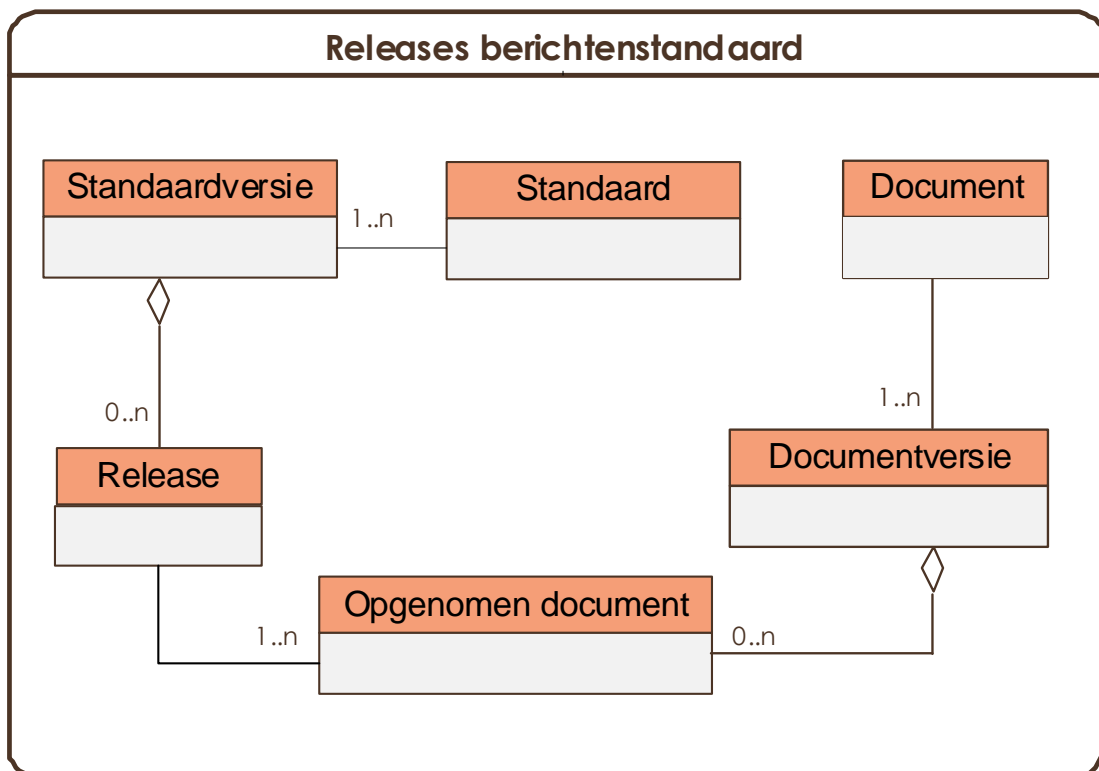 Releases berichtenstandaard
Standaardversie
Standaard
Document
1..n
0..n
1..n
Release
Documentversie
Opgenomen document
1..n
0..n